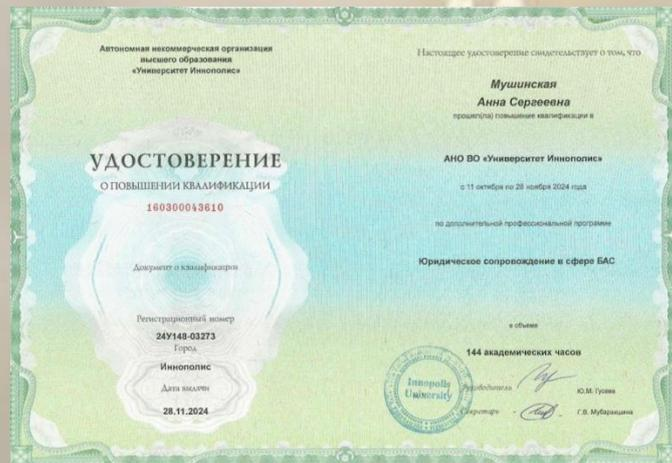 Автономная некоммерческая организация
высшего образования
«Университет Иннополис»
УДОСТОВЕРЕНИЕ
О ПОВЫШЕНИИ КВАЛИФИКАЦИИ
160300043610
Документ о квалификации
Регистрационный номер
24У148-03273
Город
Иннополис
Дата выдачи
28.11.2024
Настоящее удостоверение свидетельствует о том, что
Мушинская
Анна Сергеевна
прошел(ла) повышение квалификации в
АНО ВО «Университет Иннополис»
с 11 октября по 28 ноября 2024 года
по дополнительной профессиональной программе
Юридическое сопровождение в сфере БАС
в объеме
144 академических часов
Innopolis
University
Руководитель
Ю.М. Гусева
Секретарь
Г.В. Мубаракшина